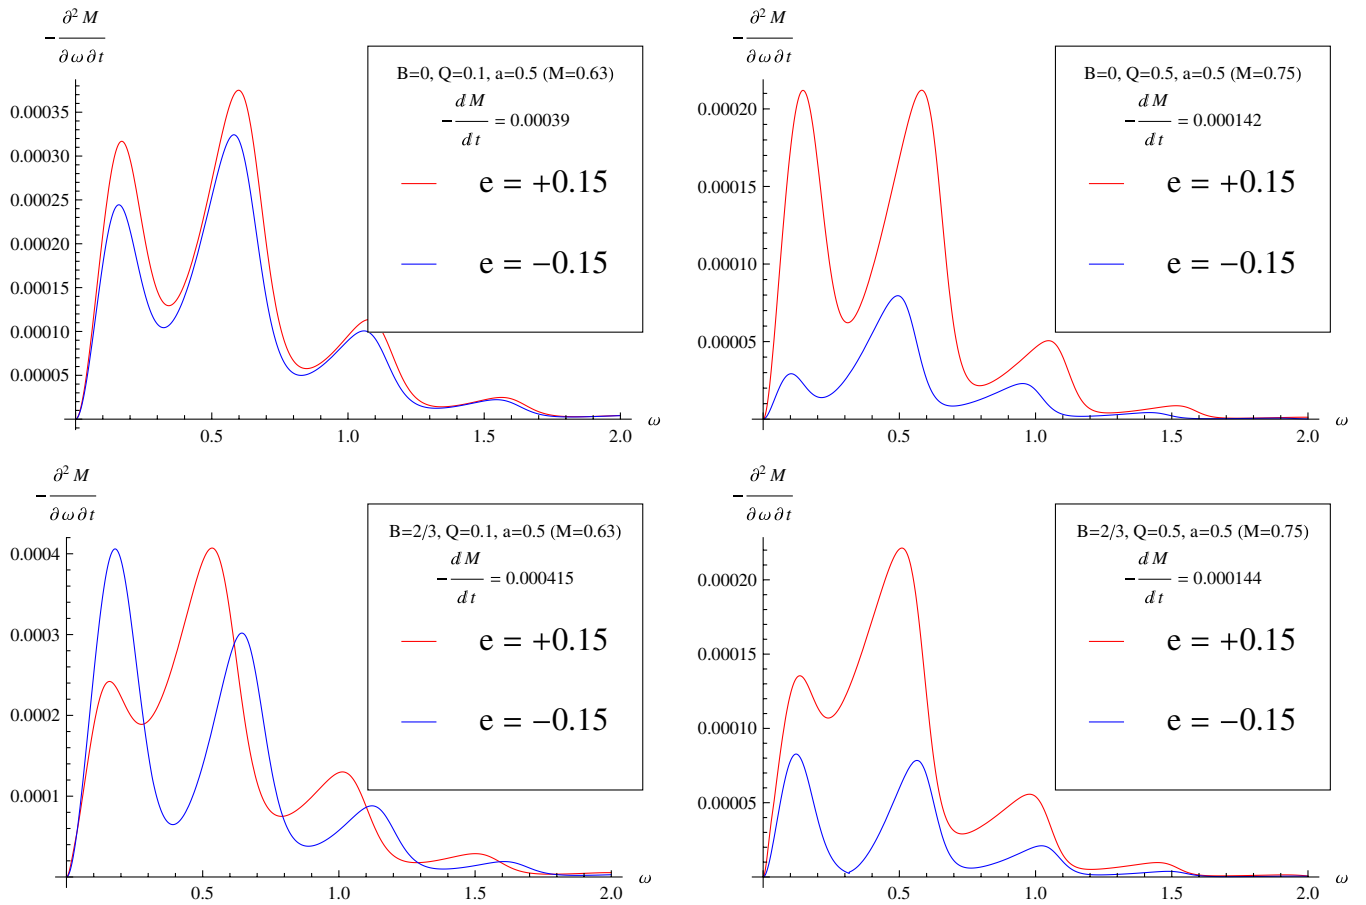 − ∂² M / ∂ω ∂t
B=0, Q=0.1, a=0.5 (M=0.63)
− dM / dt = 0.00039
e = +0.15
e = −0.15
0.00035
0.00030
0.00025
0.00020
0.00015
0.00010
0.00005
0.5 1.0 1.5 2.0 ω
− ∂² M / ∂ω ∂t
B=0, Q=0.5, a=0.5 (M=0.75)
− dM / dt = 0.000142
e = +0.15
e = −0.15
0.00020
0.00015
0.00010
0.00005
0.5 1.0 1.5 2.0 ω
− ∂² M / ∂ω ∂t
B=2/3, Q=0.1, a=0.5 (M=0.63)
− dM / dt = 0.000415
e = +0.15
e = −0.15
0.0004
0.0003
0.0002
0.0001
0.5 1.0 1.5 2.0 ω
− ∂² M / ∂ω ∂t
B=2/3, Q=0.5, a=0.5 (M=0.75)
− dM / dt = 0.000144
e = +0.15
e = −0.15
0.00020
0.00015
0.00010
0.00005
0.5 1.0 1.5 2.0 ω